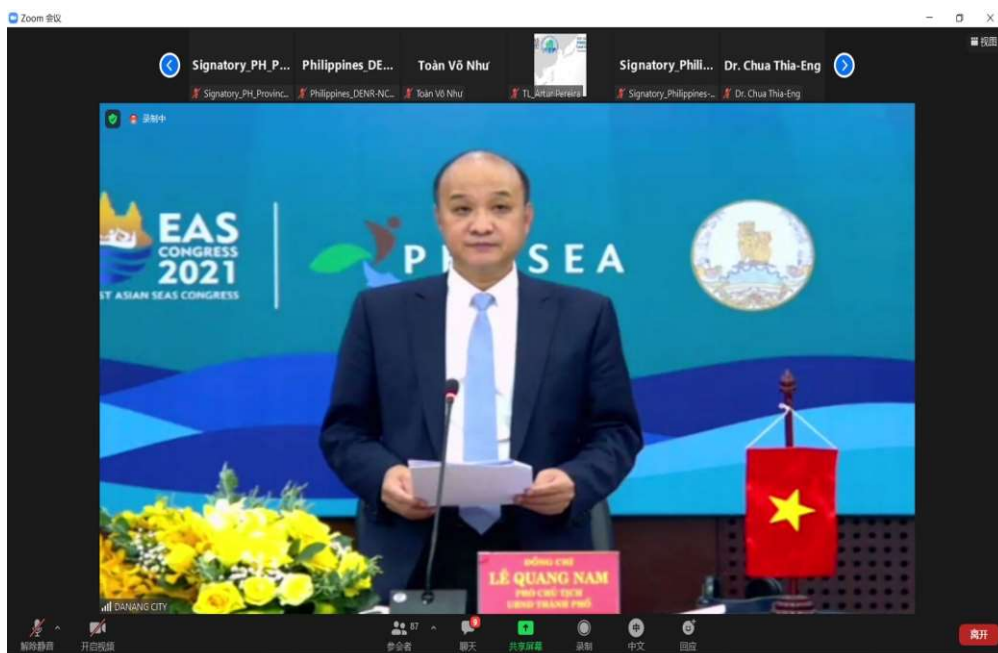 Zoom 会议
视图
Signatory_PH_P... Philippines_DE... Toàn Võ Như Signatory_Phili... Dr. Chua Thia-Eng
Signatory_PH_Provinc... Philippines_DENR-NC... Toàn Võ Như TL_Artur Pereira Signatory_Philippines-... Dr. Chua Thia-Eng
录制中
EAS
CONGRESS
2021
ST ASIAN SEAS CONGRESS
P SEA
ĐỒNG CHÍ
LÊ QUANG NAM
PHÓ CHỦ TỊCH
UBND THÀNH PHỐ
DANANG CITY
解除静音 开启视频 参会者 87 聊天 9 共享屏幕 录制 中文 回应 离开